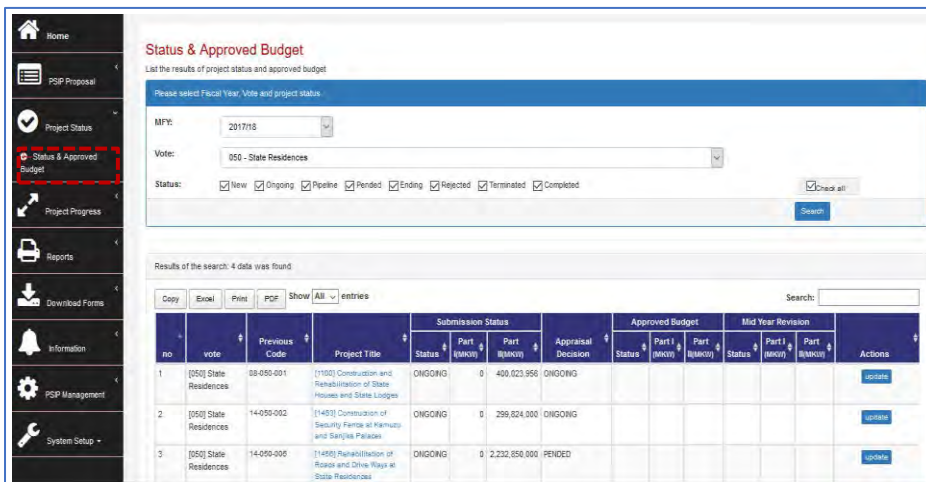 Home
PSIP Proposal
Project Status
Status & Approved
Budget
Project Progress
Reports
Download Forms
Information
PSIP Management
System Setup
Status & Approved Budget
List the results of project status and approved budget
Please select Fiscal Year, Vote and project status
MFY: 2017/18
Vote: 050 - State Residences
Status: New Ongoing Pipeline Pended Ending Rejected Terminated Completed Check all
Search
Results of the search: 4 data was found
Copy Excel Print PDF Show All entries Search:
Submission Status Approved Budget Mid Year Revision
no vote Previous Code Project Title Status Part I(MKW) Part II(MKW) Appraisal Decision Status Part I (MKW) Part II(MKW) Status Part I (MKW) Part II(MKW) Actions
1 [050] State 08-050-001 [1100] Construction and ONGOING 0 400,023,956 ONGOING update
Residences Rehabilitation of State
Houses and State Lodges
2 [050] State 14-050-002 [1483] Construction of ONGOING 0 299,824,000 ONGOING update
Residences Security Fence at Kamuzu
and Sanjika Palaces
3 [050] State 14-050-006 Rehabilitation of ONGOING 0 2,232,850,000 PENDED update
Residences Roads and Drive Ways at
State Residences